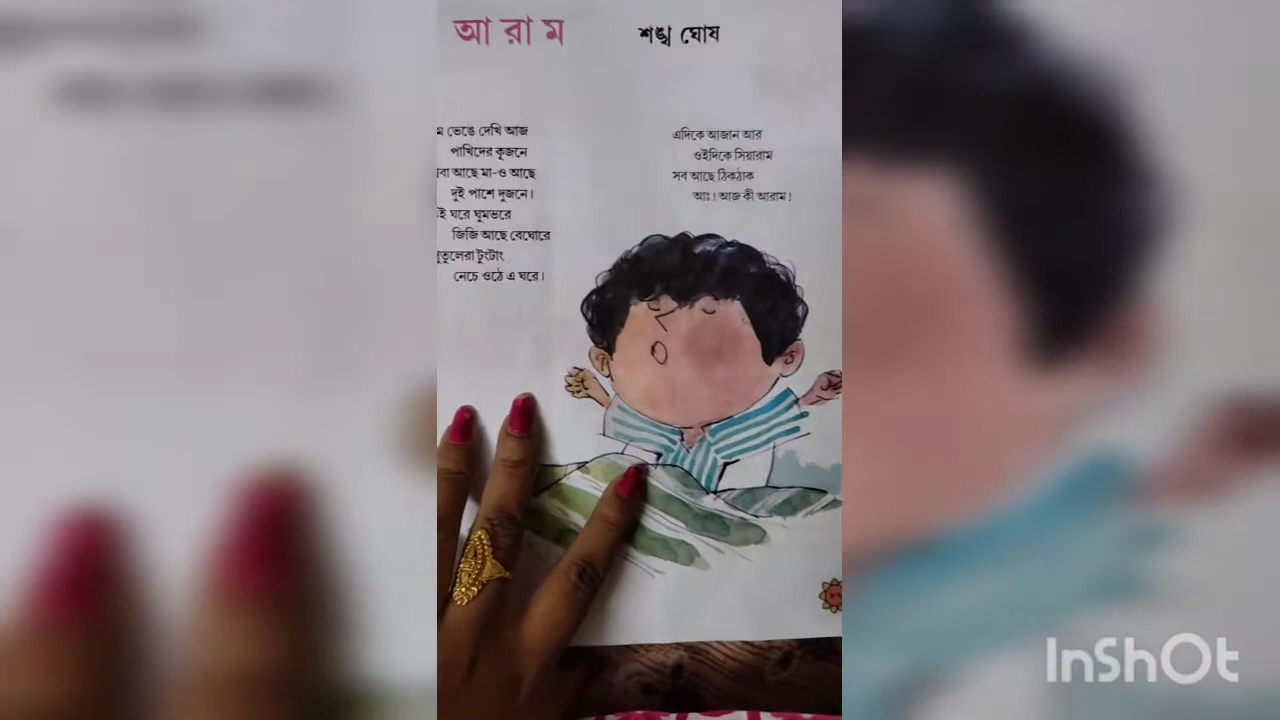 আ রা ম
শঙ্খ ঘোষ
ভেঙে দেখি আজ
পাখিদের কূজনে
আছে মা-ও আছে
দুই পাশে দুজনে।
ঘরে ঘুমভরে
জিজি আছে বেঘোরে
টুংটাং
নেচে ওঠে এ ঘরে।
এদিকে আজান আর
ওইদিকে সিয়ারাম
সব আছে ঠিকঠাক
আঃ। আজ কী আরাম!
InShOt